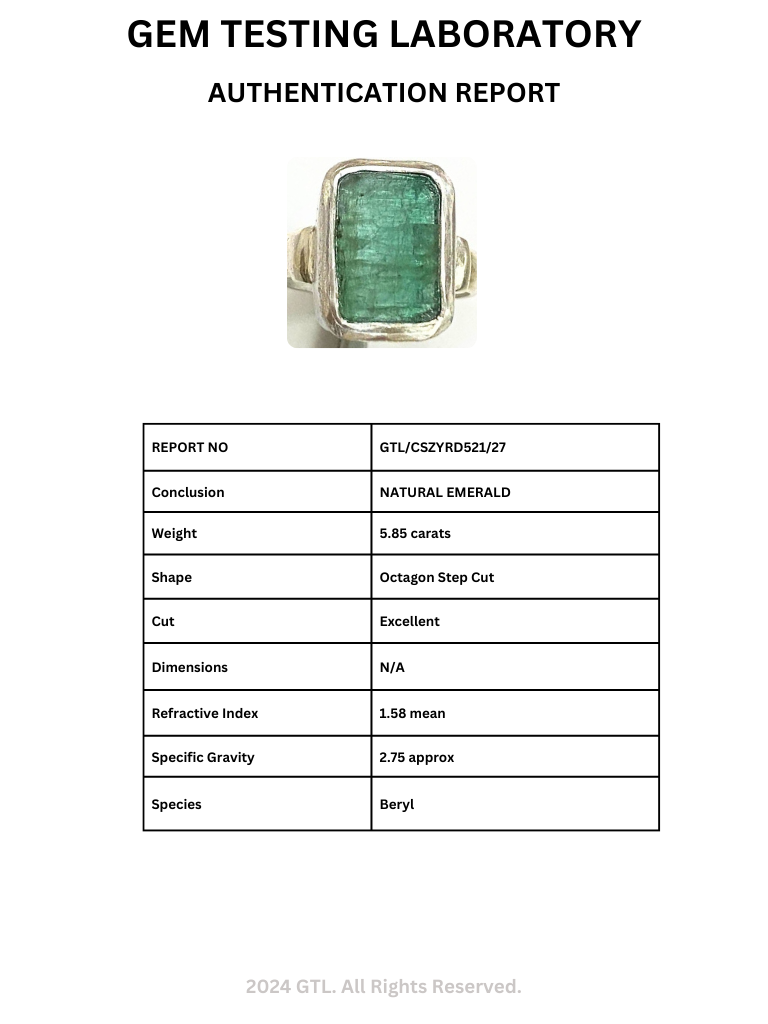 GEM TESTING LABORATORY
AUTHENTICATION REPORT
REPORT NO GTL/CSZYRD521/27
Conclusion NATURAL EMERALD
Weight 5.85 carats
Shape Octagon Step Cut
Cut Excellent
Dimensions N/A
Refractive Index 1.58 mean
Specific Gravity 2.75 approx
Species Beryl
2024 GTL. All Rights Reserved.